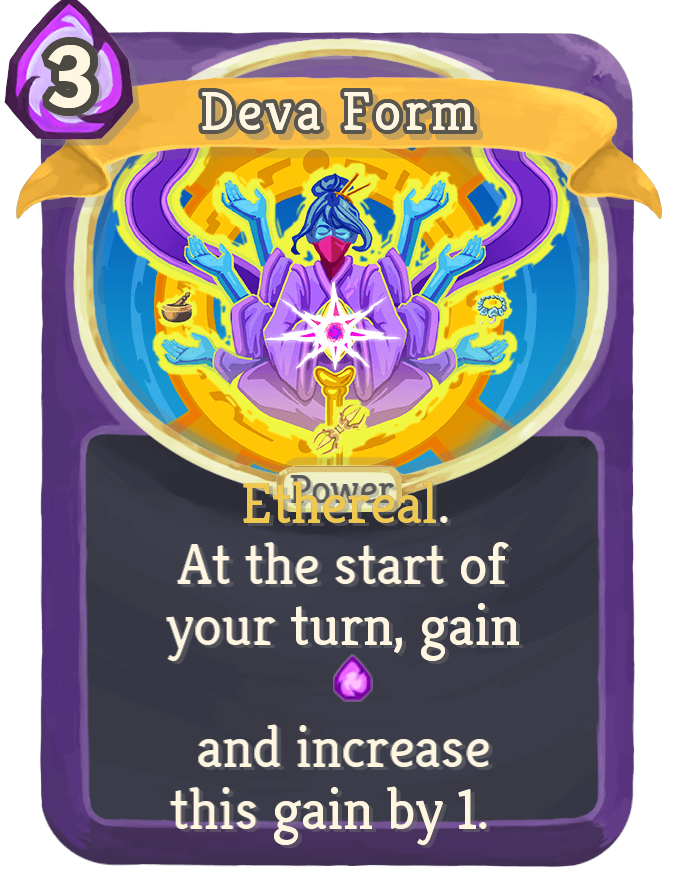 3
Deva Form
Power
Ethereal.
At the start of
your turn, gain
and increase
this gain by 1.